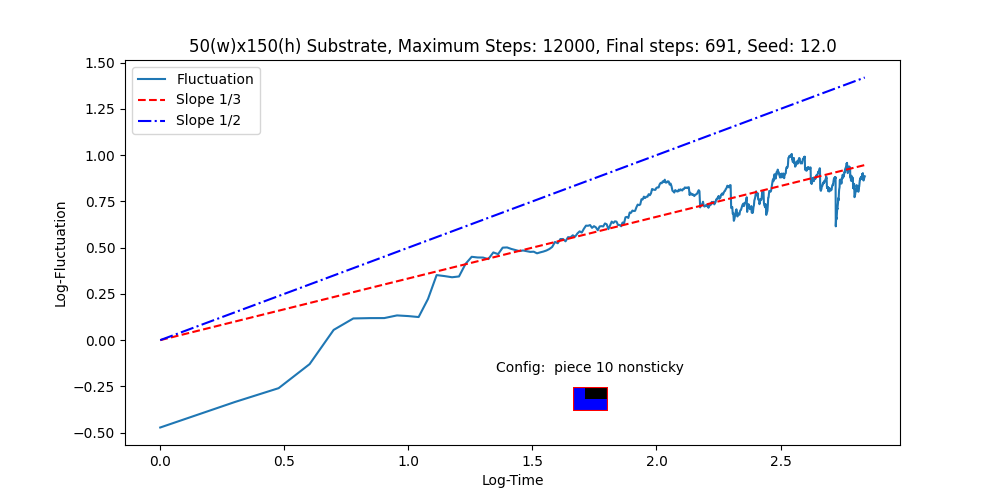 50(w)x150(h) Substrate, Maximum Steps: 12000, Final steps: 691, Seed: 12.0
1.50
1.25
1.00
0.75
0.50
0.25
0.00
−0.25
−0.50
Log-Fluctuation
Fluctuation
Slope 1/3
Slope 1/2
Config:  piece 10 nonsticky
0.0 0.5 1.0 1.5 2.0 2.5
Log-Time